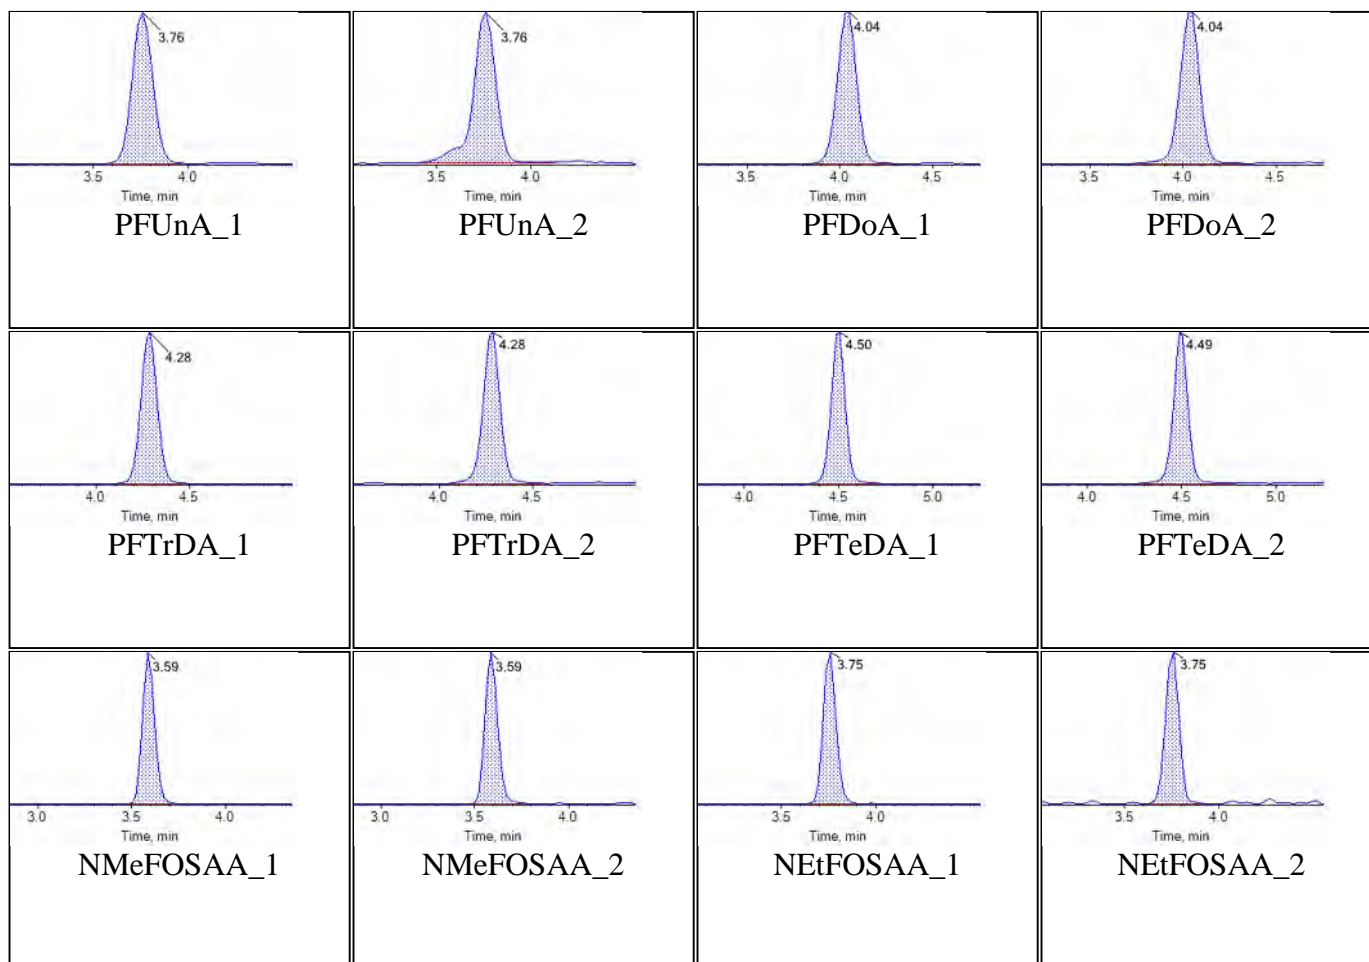 3.76
3.5 4.0
Time, min
PFUnA_1
3.76
3.5 4.0
Time, min
PFUnA_2
4.04
3.5 4.0 4.5
Time, min
PFDoA_1
4.04
3.5 4.0 4.5
Time, min
PFDoA_2
4.28
4.0 4.5
Time, min
PFTrDA_1
4.28
4.0 4.5
Time, min
PFTrDA_2
4.50
4.0 4.5 5.0
Time, min
PFTeDA_1
4.49
4.0 4.5 5.0
Time, min
PFTeDA_2
3.59
3.0 3.5 4.0
Time, min
NMeFOSAA_1
3.59
3.0 3.5 4.0
Time, min
NMeFOSAA_2
3.75
3.5 4.0
Time, min
NEtFOSAA_1
3.75
3.5 4.0
Time, min
NEtFOSAA_2